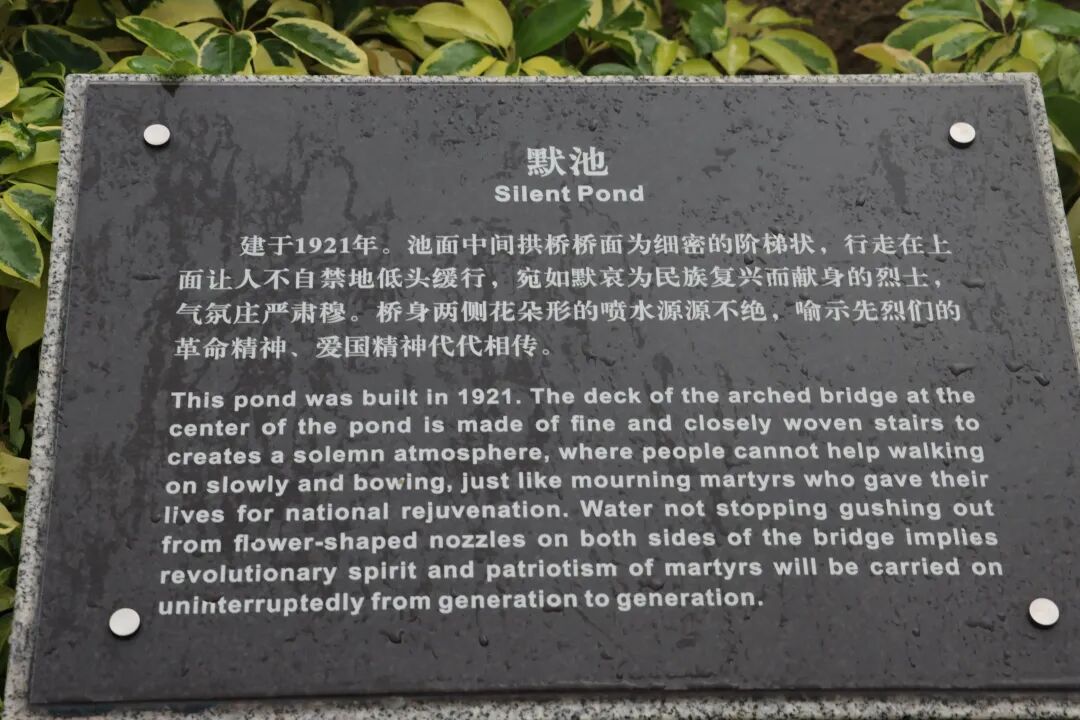 默池
Silent Pond
建于1921年。池面中间拱桥桥面为细密的阶梯状，行走在上
面让人不自禁地低头缓行，宛如默哀为民族复兴而献身的烈士，
气氛庄严肃穆。桥身两侧花朵形的喷水源源不绝，喻示先烈们的
革命精神、爱国精神代代相传。
This pond was built in 1921. The deck of the arched bridge at the
center of the pond is made of fine and closely woven stairs to
creates a solemn atmosphere, where people cannot help walking
on slowly and bowing, just like mourning martyrs who gave their
lives for national rejuvenation. Water not stopping gushing out
from flower-shaped nozzles on both sides of the bridge implies
revolutionary spirit and patriotism of martyrs will be carried on
uninterruptedly from generation to generation.